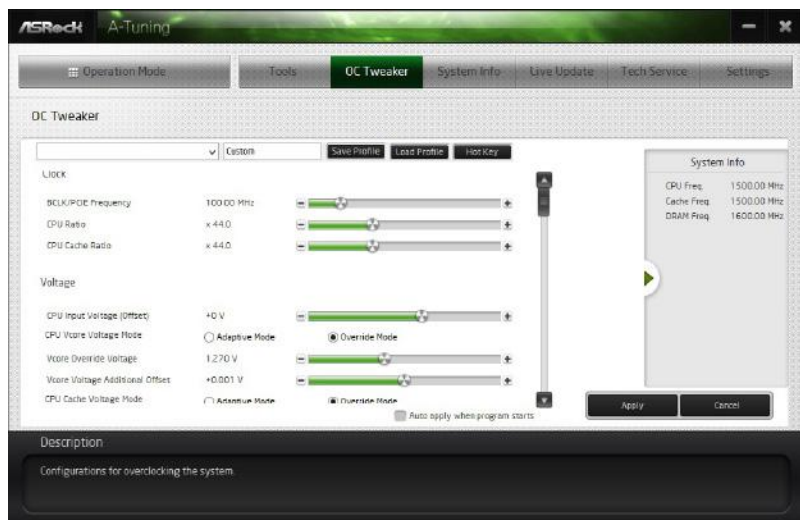 ASRock A-Tuning
Operation Mode Tools OC Tweaker System Info Live Update Tech Service Settings
OC Tweaker
Custom Save Profile Load Profile Hot Key
Clock
BCLK/PCIE Frequency 100.00 MHz
CPU Ratio x 44.0
CPU Cache Ratio x 44.0
Voltage
CPU Input Voltage (Offset) +0 V
CPU Vcore Voltage Mode Adaptive Mode Override Mode
Vcore Override Voltage 1.270 V
Vcore Voltage Additional Offset +0.001 V
CPU Cache Voltage Mode Adaptive Mode Override Mode
Auto apply when program starts
System Info
CPU Freq. 1500.00 MHz
Cache Freq. 1500.00 MHz
DRAM Freq. 1600.00 MHz
Apply Cancel
Description
Configurations for overclocking the system.